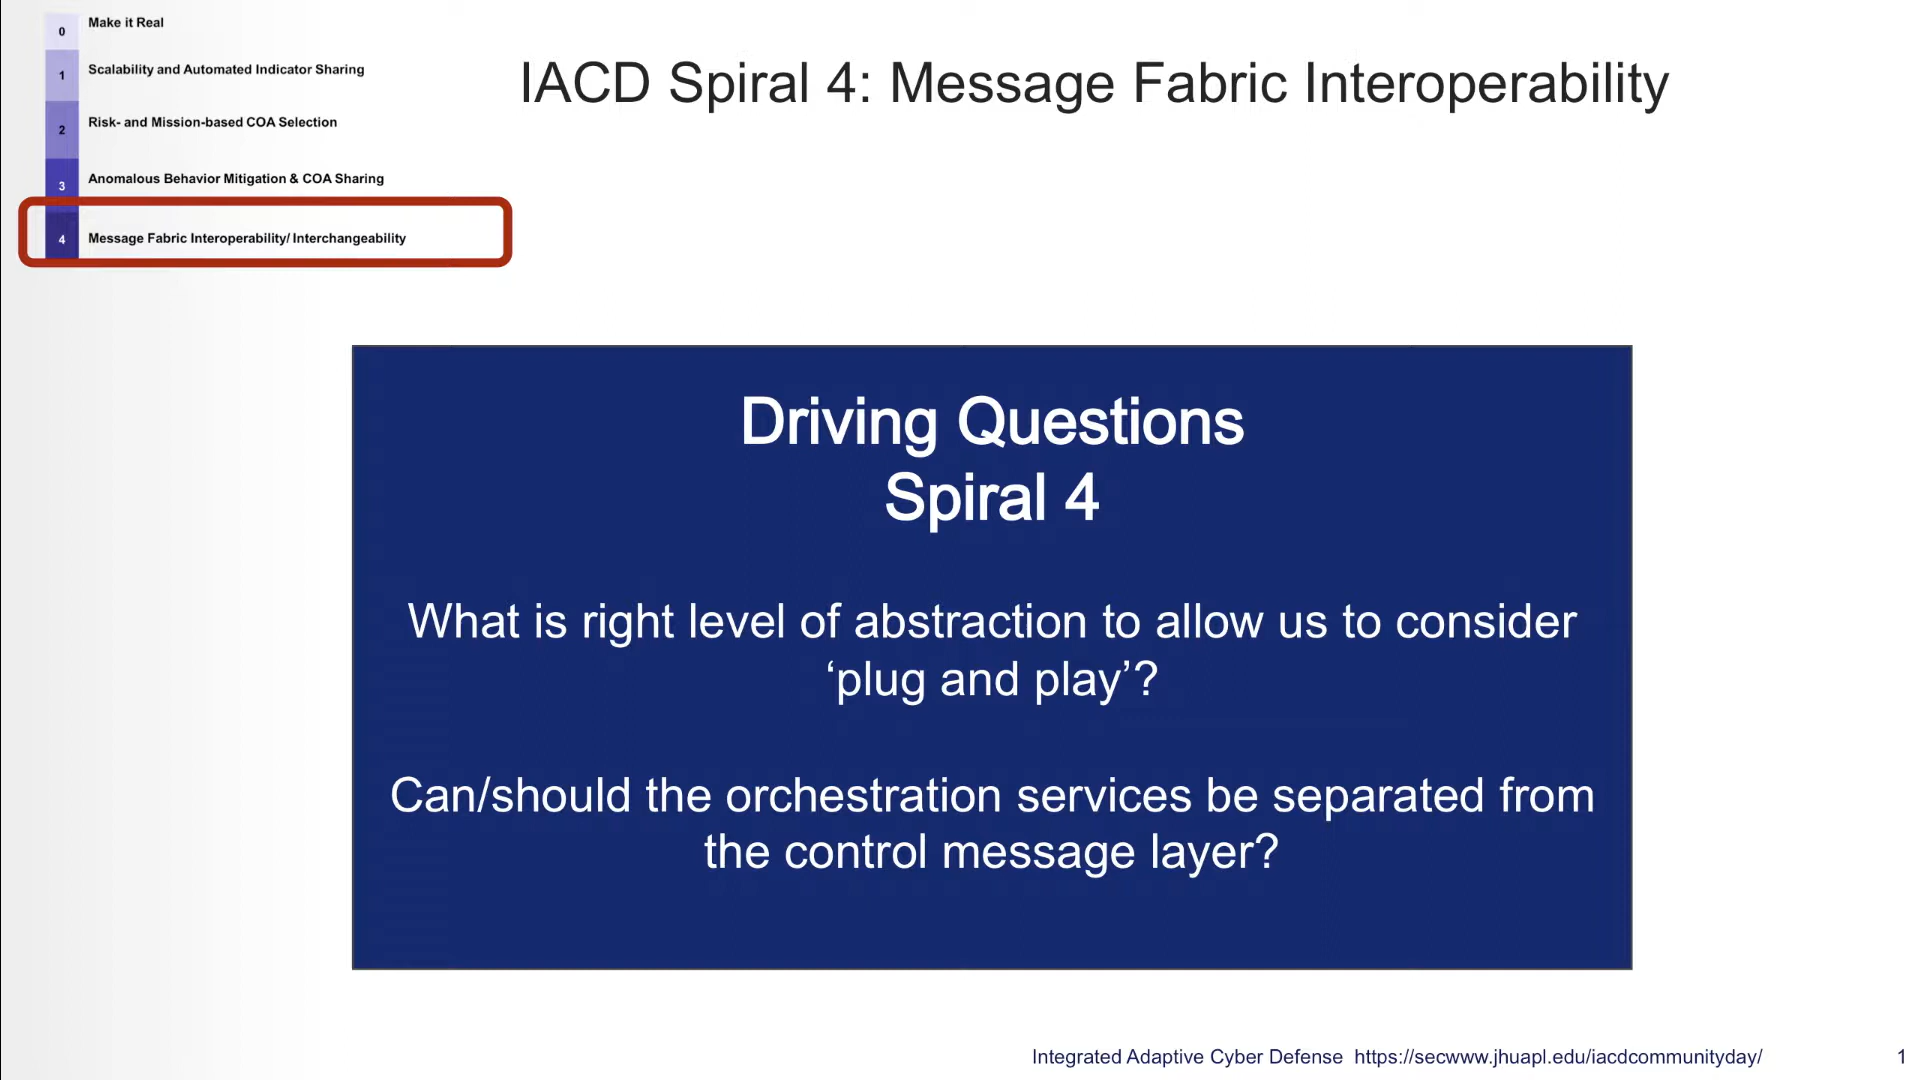 0 Make it Real
1 Scalability and Automated Indicator Sharing
2 Risk- and Mission-based COA Selection
3 Anomalous Behavior Mitigation & COA Sharing
4 Message Fabric Interoperability/ Interchangeability
IACD Spiral 4: Message Fabric Interoperability
Driving Questions
Spiral 4
What is right level of abstraction to allow us to consider
‘plug and play’?
Can/should the orchestration services be separated from
the control message layer?
Integrated Adaptive Cyber Defense https://secwww.jhuapl.edu/iacdcommunityday/ 1